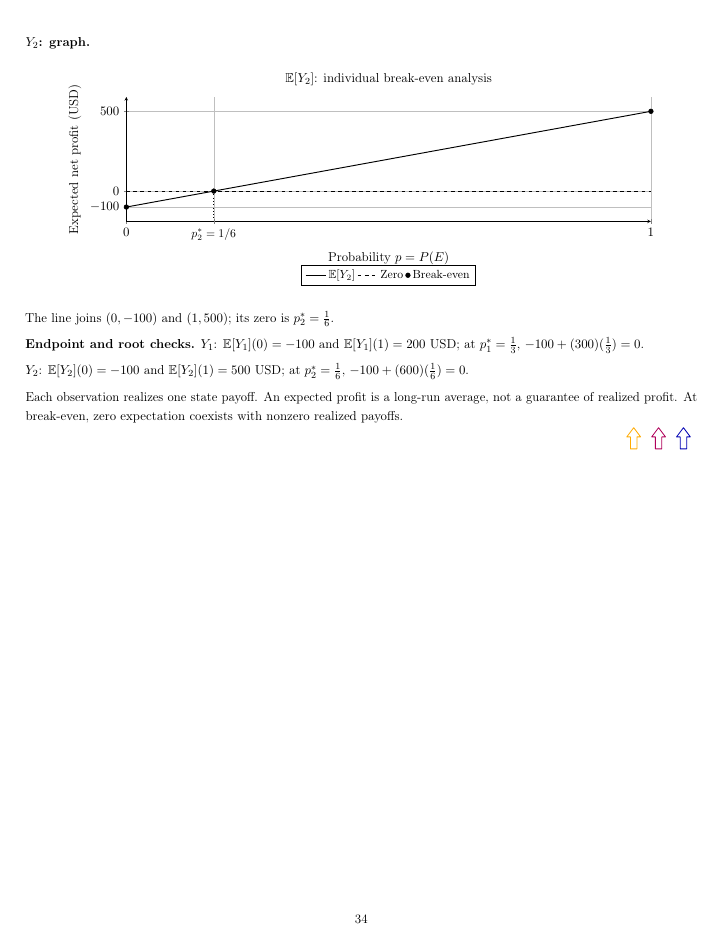 Y₂: graph.
𝔼[Y₂]: individual break-even analysis
Expected net profit (USD)
500
0
−100
0
p₂* = 1/6
1
Probability p = P(E)
𝔼[Y₂] Zero Break-even
The line joins (0, −100) and (1, 500); its zero is p₂* = 1/6.
Endpoint and root checks. Y₁: 𝔼[Y₁](0) = −100 and 𝔼[Y₁](1) = 200 USD; at p₁* = 1/3, −100 + (300)(1/3) = 0.
Y₂: 𝔼[Y₂](0) = −100 and 𝔼[Y₂](1) = 500 USD; at p₂* = 1/6, −100 + (600)(1/6) = 0.
Each observation realizes one state payoff. An expected profit is a long-run average, not a guarantee of realized profit. At
break-even, zero expectation coexists with nonzero realized payoffs.
34